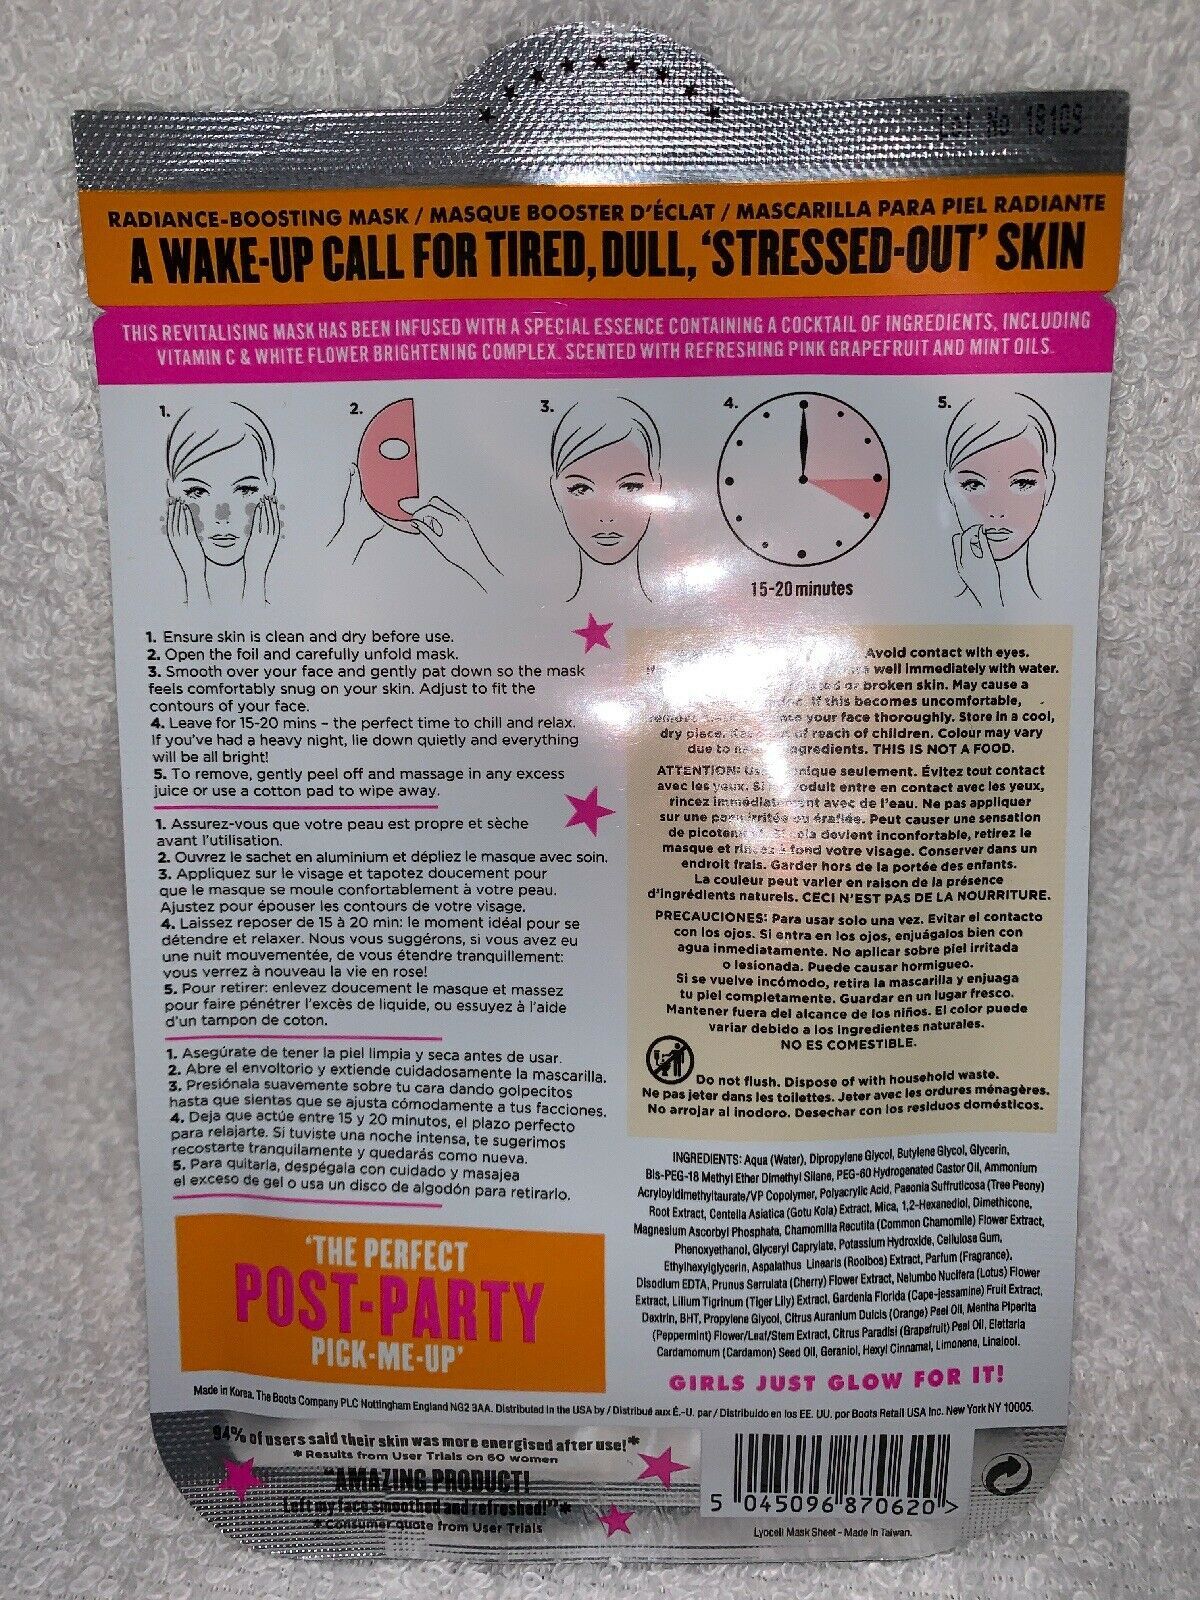 Lot No 18109
RADIANCE-BOOSTING MASK / MASQUE BOOSTER D'ÉCLAT / MASCARILLA PARA PIEL RADIANTE
A WAKE-UP CALL FOR TIRED, DULL, 'STRESSED-OUT' SKIN
THIS REVITALISING MASK HAS BEEN INFUSED WITH A SPECIAL ESSENCE CONTAINING A COCKTAIL OF INGREDIENTS, INCLUDING
VITAMIN C & WHITE FLOWER BRIGHTENING COMPLEX. SCENTED WITH REFRESHING PINK GRAPEFRUIT AND MINT OILS.
1. 2. 3. 4. 5.
15-20 minutes
1. Ensure skin is clean and dry before use.
2. Open the foil and carefully unfold mask.
3. Smooth over your face and gently pat down so the mask
feels comfortably snug on your skin. Adjust to fit the
contours of your face.
4. Leave for 15-20 mins – the perfect time to chill and relax.
If you've had a heavy night, lie down quietly and everything
will be all bright!
5. To remove, gently peel off and massage in any excess
juice or use a cotton pad to wipe away.
1. Assurez-vous que votre peau est propre et sèche
avant l'utilisation.
2. Ouvrez le sachet en aluminium et dépliez le masque avec soin.
3. Appliquez sur le visage et tapotez doucement pour
que le masque se moule confortablement à votre peau.
Ajustez pour épouser les contours de votre visage.
4. Laissez reposer de 15 à 20 min: le moment idéal pour se
détendre et relaxer. Nous vous suggérons, si vous avez eu
une nuit mouvementée, de vous étendre tranquillement:
vous verrez à nouveau la vie en rose!
5. Pour retirer: enlevez doucement le masque et massez
pour faire pénétrer l'excès de liquide, ou essuyez à l'aide
d'un tampon de coton.
1. Asegúrate de tener la piel limpia y seca antes de usar.
2. Abre el envoltorio y extiende cuidadosamente la mascarilla.
3. Presiónala suavemente sobre tu cara dando golpecitos
hasta que sientas que se ajusta cómodamente a tus facciones.
4. Deja que actúe entre 15 y 20 minutos, el plazo perfecto
para relajarte. Si tuviste una noche intensa, te sugerimos
recostarte tranquilamente y quedarás como nueva.
5. Para quitarla, despégala con cuidado y masajea
el exceso de gel o usa un disco de algodón para retirarlo.
'THE PERFECT
POST-PARTY
PICK-ME-UP'
Avoid contact with eyes.
well immediately with water.
or broken skin. May cause a
If this becomes uncomfortable,
your face thoroughly. Store in a cool,
dry place. of reach of children. Colour may vary
due to ingredients. THIS IS NOT A FOOD.
ATTENTION: seulement. Évitez tout contact
avec les yeux. Si produit entre en contact avec les yeux,
rincez immédiatement avec de l'eau. Ne pas appliquer
sur une peau irritée ou éraflée. Peut causer une sensation
de Si cela devient inconfortable, retirez le
masque et rincez à fond votre visage. Conserver dans un
endroit frais. Garder hors de la portée des enfants.
La couleur peut varier en raison de la présence
d'ingrédients naturels. CECI N'EST PAS DE LA NOURRITURE.
PRECAUCIONES: Para usar solo una vez. Evitar el contacto
con los ojos. Si entra en los ojos, enjuágalos bien con
agua inmediatamente. No aplicar sobre piel irritada
o lesionada. Puede causar hormigueo.
Si se vuelve incómodo, retira la mascarilla y enjuaga
tu piel completamente. Guardar en un lugar fresco.
Mantener fuera del alcance de los niños. El color puede
variar debido a los ingredientes naturales.
NO ES COMESTIBLE.
Do not flush. Dispose of with household waste.
Ne pas jeter dans les toilettes. Jeter avec les ordures ménagères.
No arrojar al inodoro. Desechar con los residuos domésticos.
INGREDIENTS: Aqua (Water), Dipropylene Glycol, Butylene Glycol, Glycerin,
Bis-PEG-18 Methyl Ether Dimethyl Silane, PEG-60 Hydrogenated Castor Oil, Ammonium
Acryloyldimethyltaurate/VP Copolymer, Polyacrylic Acid, Paeonia Suffruticosa (Tree Peony)
Root Extract, Centella Asiatica (Gotu Kola) Extract, Mica, 1,2-Hexanediol, Dimethicone,
Magnesium Ascorbyl Phosphate, Chamomilla Recutita (Common Chamomile) Flower Extract,
Phenoxyethanol, Glyceryl Caprylate, Potassium Hydroxide, Cellulose Gum,
Ethylhexylglycerin, Aspalathus Linearis (Rooibos) Extract, Parfum (Fragrance),
Disodium EDTA, Prunus Serrulata (Cherry) Flower Extract, Nelumbo Nucifera (Lotus) Flower
Extract, Lilium Tigrinum (Tiger Lily) Extract, Gardenia Florida (Cape-jessamine) Fruit Extract,
Dextrin, BHT, Propylene Glycol, Citrus Aurantium Dulcis (Orange) Peel Oil, Mentha Piperita
(Peppermint) Flower/Leaf/Stem Extract, Citrus Paradisi (Grapefruit) Peel Oil, Elettaria
Cardamomum (Cardamon) Seed Oil, Geraniol, Hexyl Cinnamal, Limonene, Linalool.
GIRLS JUST GLOW FOR IT!
Made in Korea. The Boots Company PLC Nottingham England NG2 3AA. Distributed in the USA by / Distribué aux É.-U. par / Distribuido en los EE. UU. por Boots Retail USA Inc. New York NY 10005.
94% of users said their skin was more energised after use!*
* Results from User Trials on 60 women
"AMAZING PRODUCT!
Left my face smoothed and refreshed!"*
*Consumer quote from User Trials
5 045096 870620 >
Lyocell Mask Sheet - Made in Taiwan.